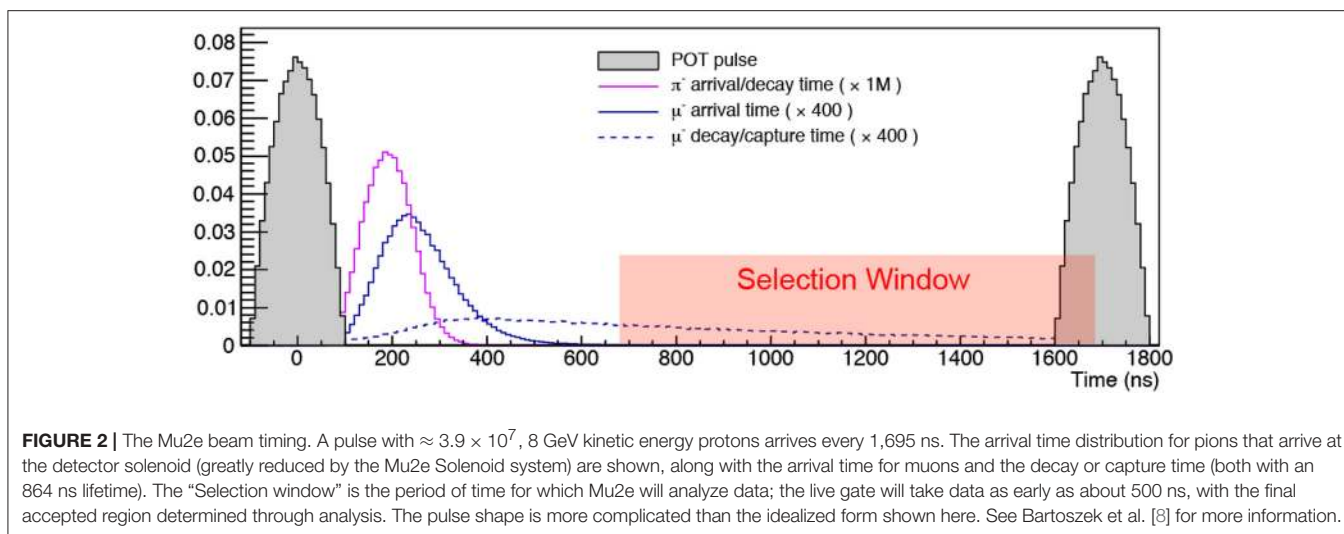 0.08
0.07
0.06
0.05
0.04
0.03
0.02
0.01
0
POT pulse
π⁻ arrival/decay time ( × 1M )
μ⁻ arrival time ( × 400 )
μ⁻ decay/capture time ( × 400 )
Selection Window
0 200 400 600 800 1000 1200 1400 1600 1800
Time (ns)
FIGURE 2 | The Mu2e beam timing. A pulse with ≈ 3.9 × 10⁷, 8 GeV kinetic energy protons arrives every 1,695 ns. The arrival time distribution for pions that arrive at
the detector solenoid (greatly reduced by the Mu2e Solenoid system) are shown, along with the arrival time for muons and the decay or capture time (both with an
864 ns lifetime). The “Selection window” is the period of time for which Mu2e will analyze data; the live gate will take data as early as about 500 ns, with the final
accepted region determined through analysis. The pulse shape is more complicated than the idealized form shown here. See Bartoszek et al. [8] for more information.